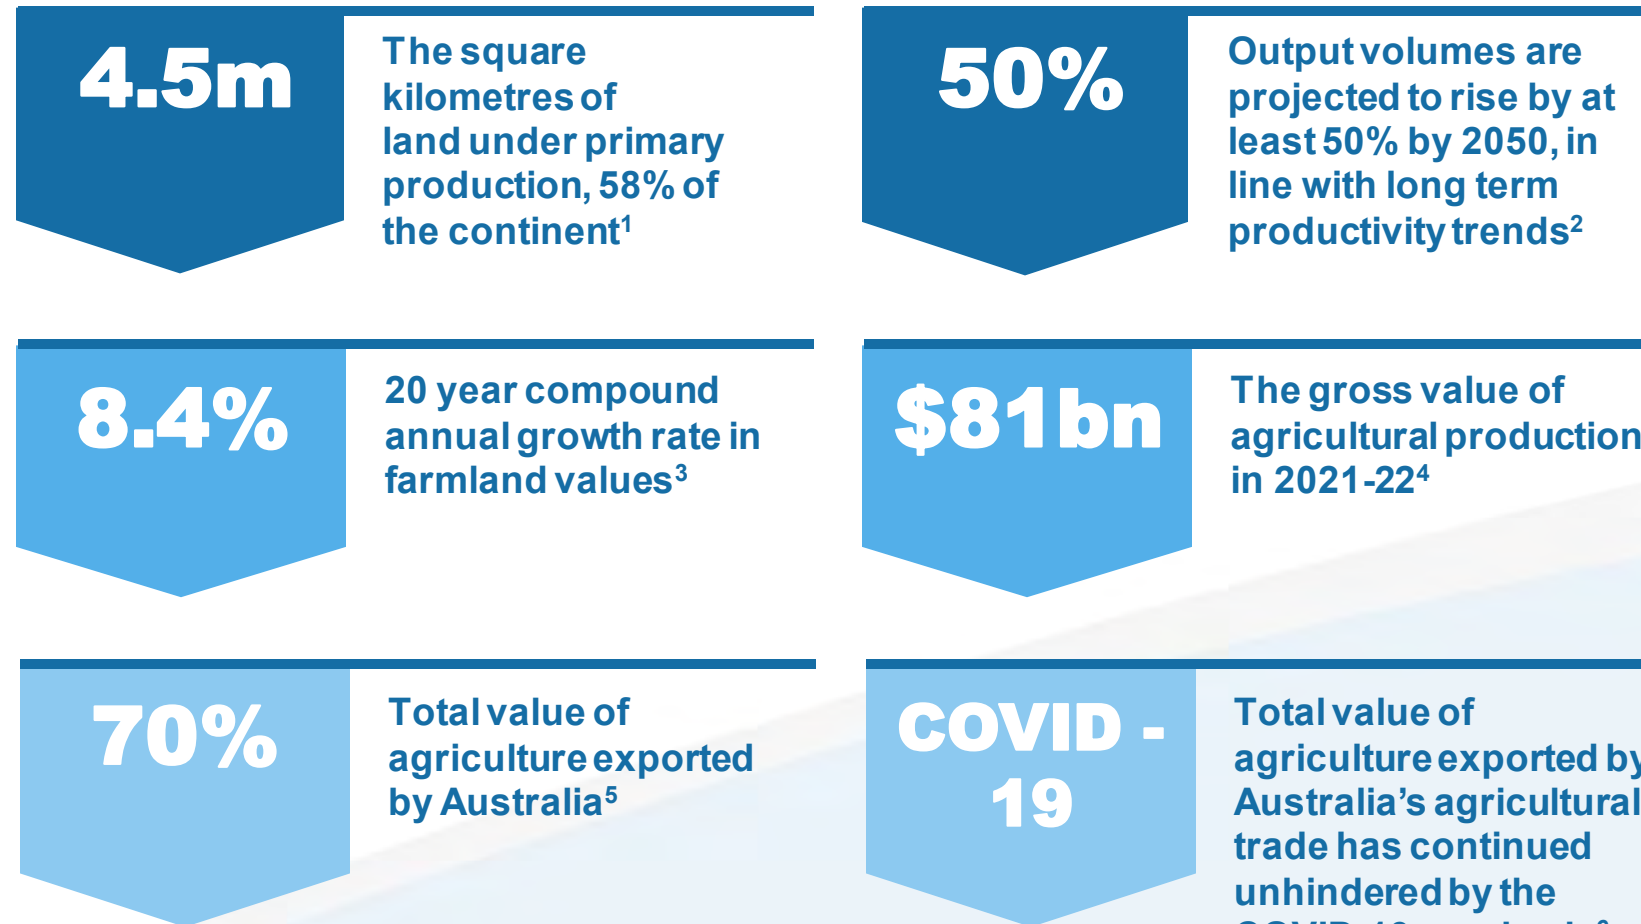 4.5m
The square
kilometres of
land under primary
production, 58% of
the continent¹
50%
Output volumes are
projected to rise by at
least 50% by 2050, in
line with long term
productivity trends²
8.4%
20 year compound
annual growth rate in
farmland values³
$81bn
The gross value of
agricultural production
in 2021-22⁴
70%
Total value of
agriculture exported
by Australia⁵
COVID -
19
Total value of
agriculture exported by
Australia’s agricultural
trade has continued
unhindered by the